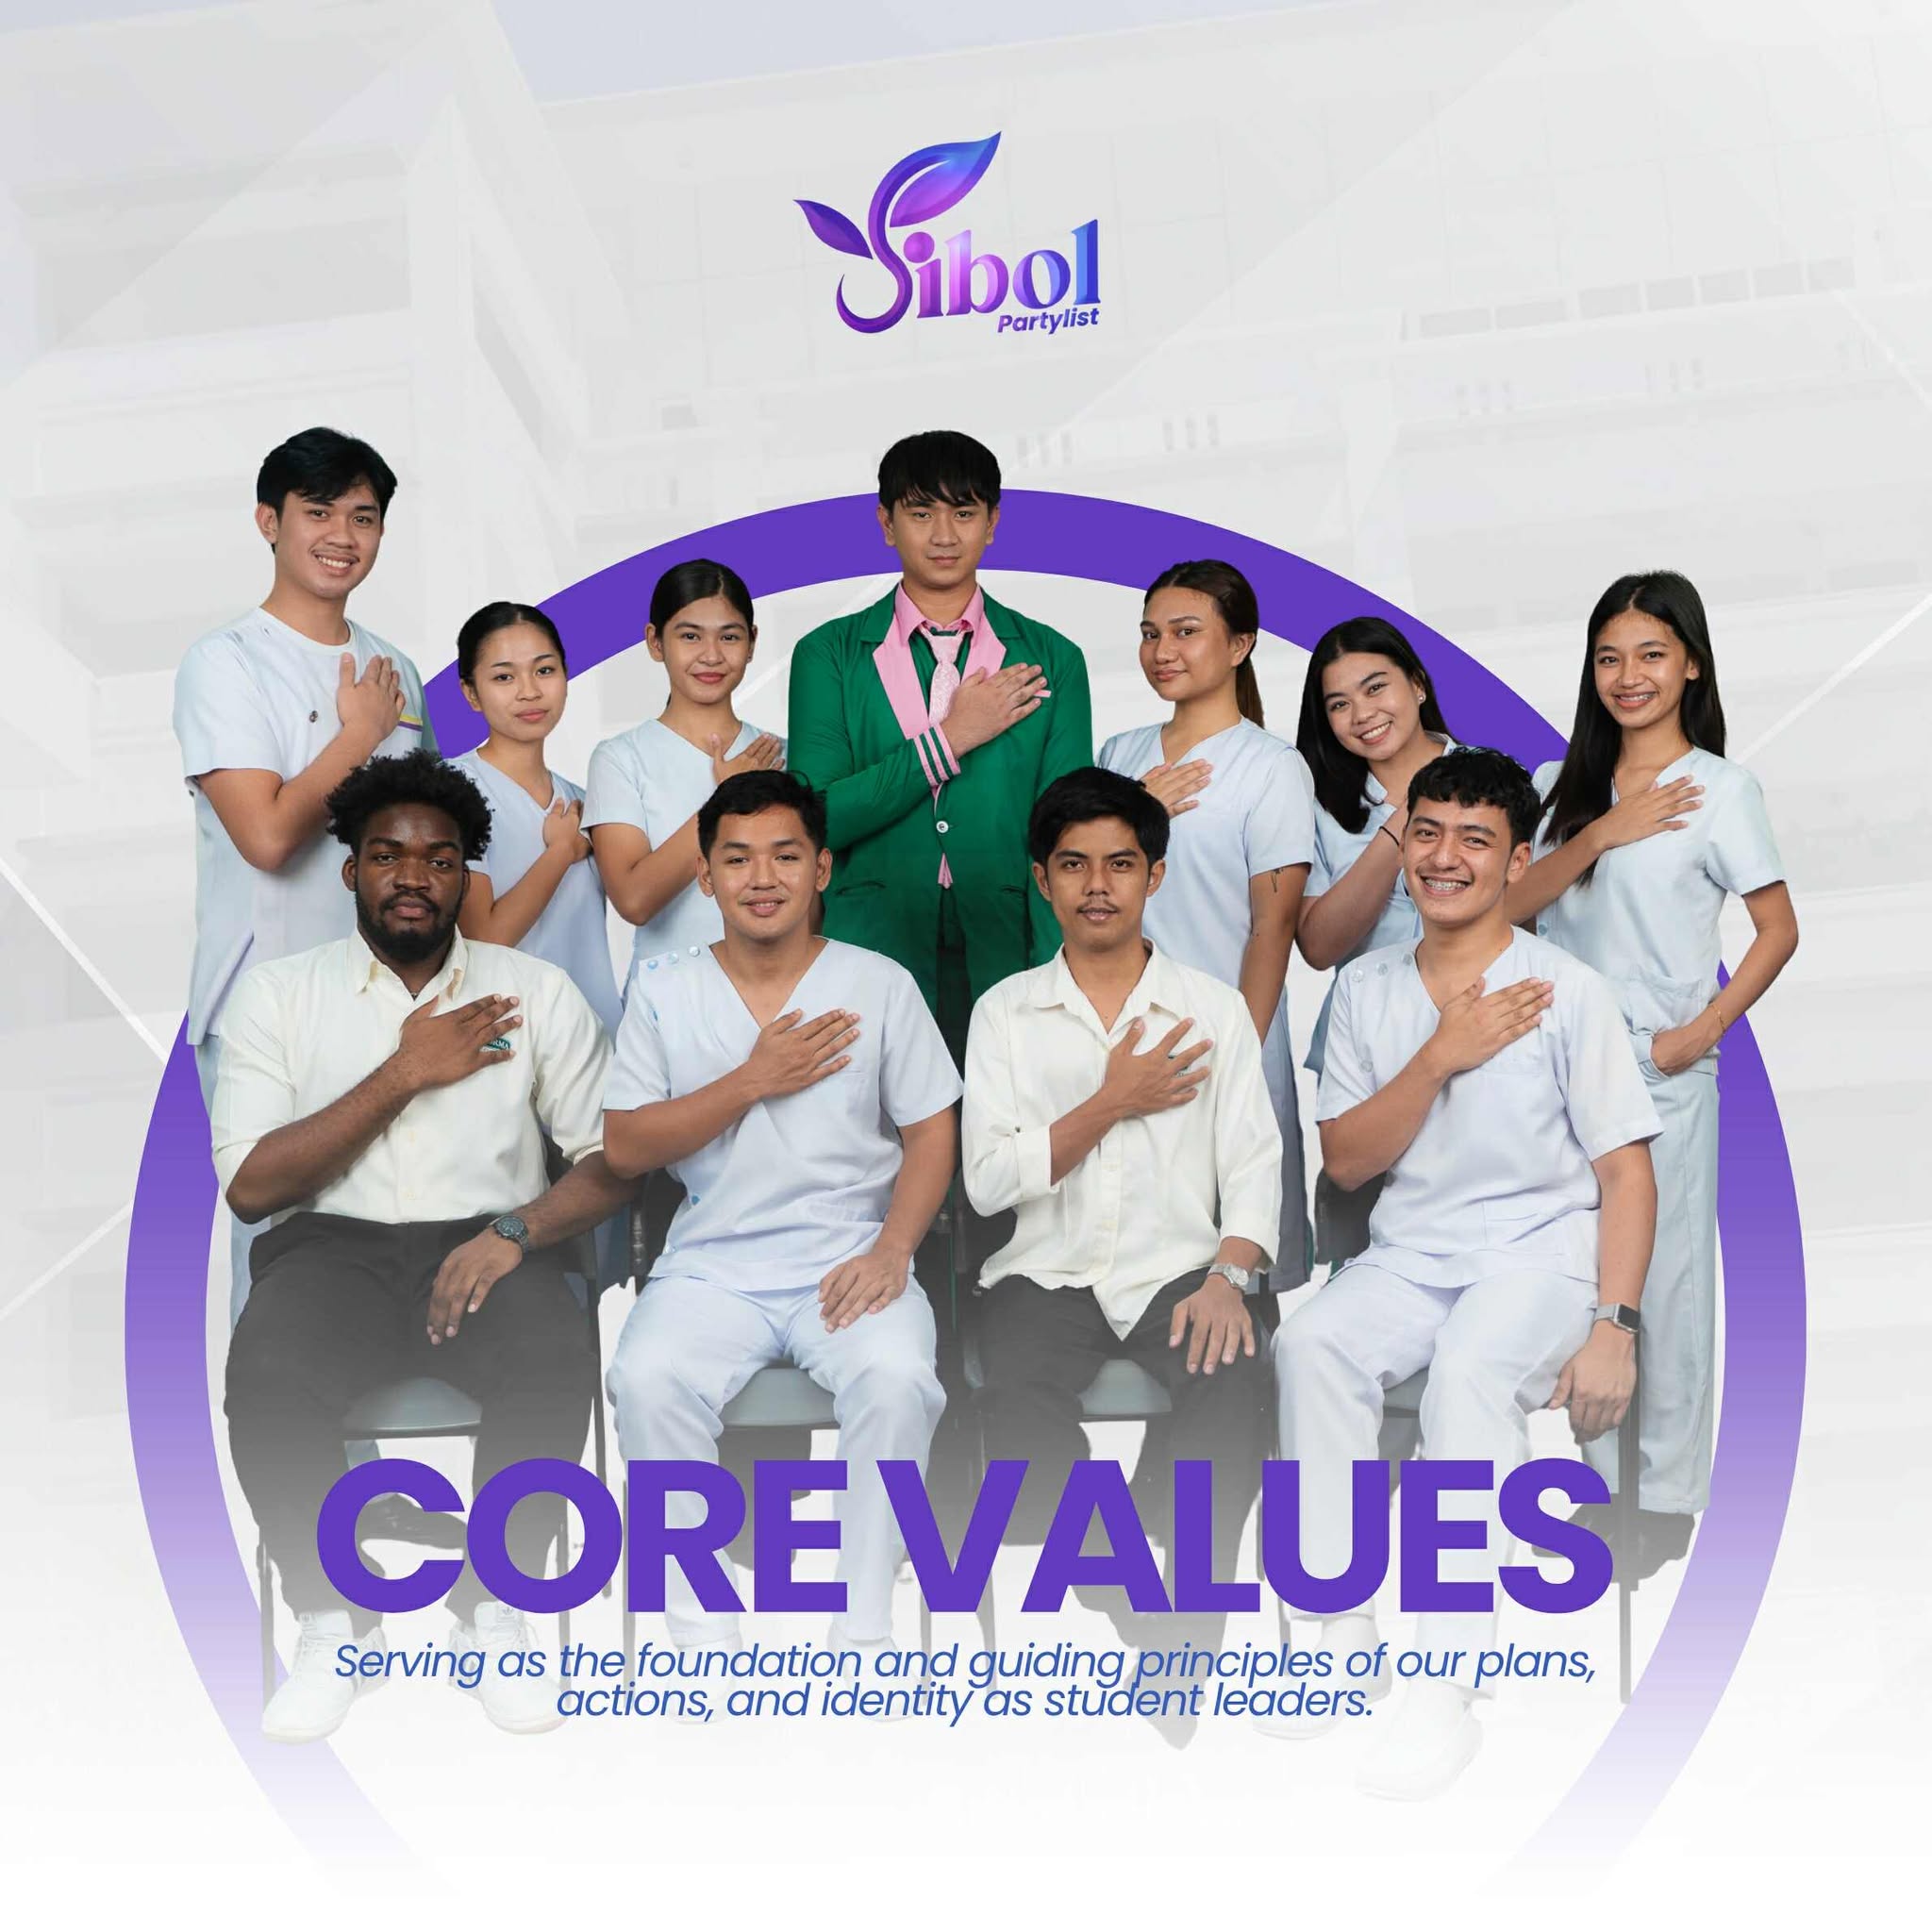 Sibol
Partylist
CORE VALUES
Serving as the foundation and guiding principles of our plans,
actions, and identity as student leaders.